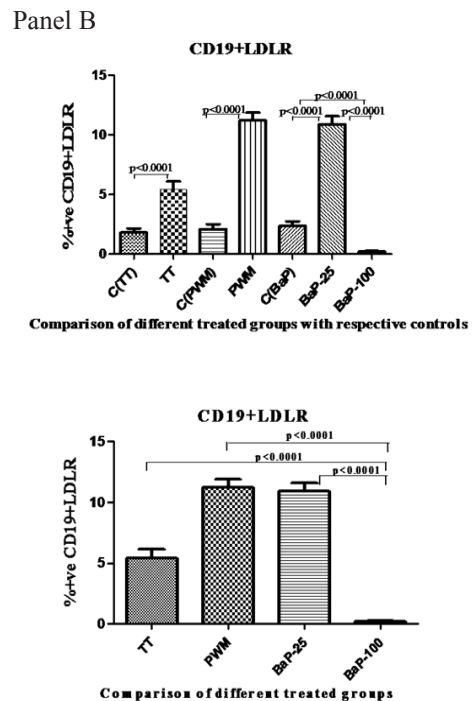 Panel B
CD19+LDLR
%+ve CD19+LDLR
15
10
5
0
p<0.0001
p<0.0001
p<0.0001
p<0.0001
p<0.0001
C(TT)
TT
C(PWM)
PWM
C(BaP)
BaP-25
BaP-100
Comparison of different treated groups with respective controls
CD19+LDLR
%+ve CD19+LDLR
15
10
5
0
p<0.0001
p<0.0001
p<0.0001
TT
PWM
BaP-25
BaP-100
Comparison of different treated groups